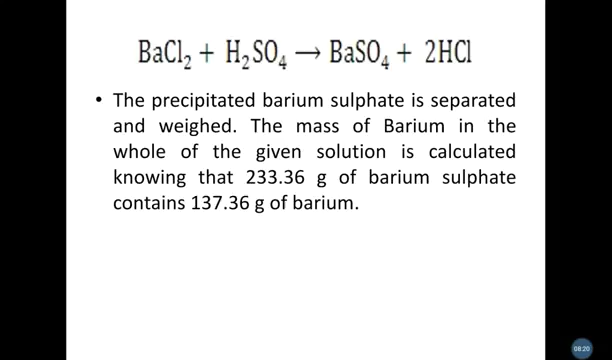 BaCl₂ + H₂SO₄ → BaSO₄ + 2HCl
• The precipitated barium sulphate is separated
and weighed. The mass of Barium in the
whole of the given solution is calculated
knowing that 233.36 g of barium sulphate
contains 137.36 g of barium.
08:20